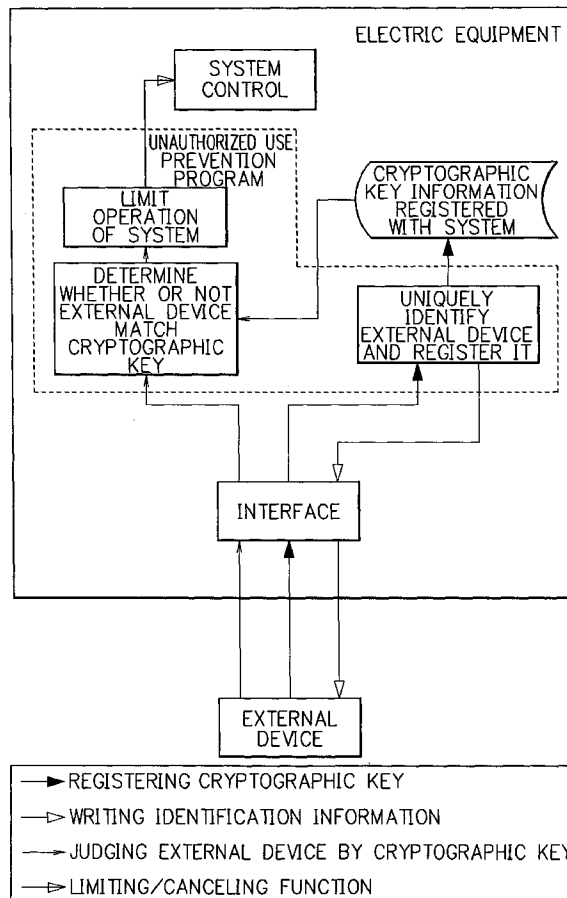 ELECTRIC EQUIPMENT
SYSTEM
CONTROL
UNAUTHORIZED USE
PREVENTION
PROGRAM
LIMIT
OPERATION
OF SYSTEM
CRYPTOGRAPHIC
KEY INFORMATION
REGISTERED
WITH SYSTEM
DETERMINE
WHETHER OR NOT
EXTERNAL DEVICE
MATCH
CRYPTOGRAPHIC
KEY
UNIQUELY
IDENTIFY
EXTERNAL DEVICE
AND REGISTER IT
INTERFACE
EXTERNAL
DEVICE
REGISTERING CRYPTOGRAPHIC KEY
WRITING IDENTIFICATION INFORMATION
JUDGING EXTERNAL DEVICE BY CRYPTOGRAPHIC KEY
LIMITING/CANCELING FUNCTION